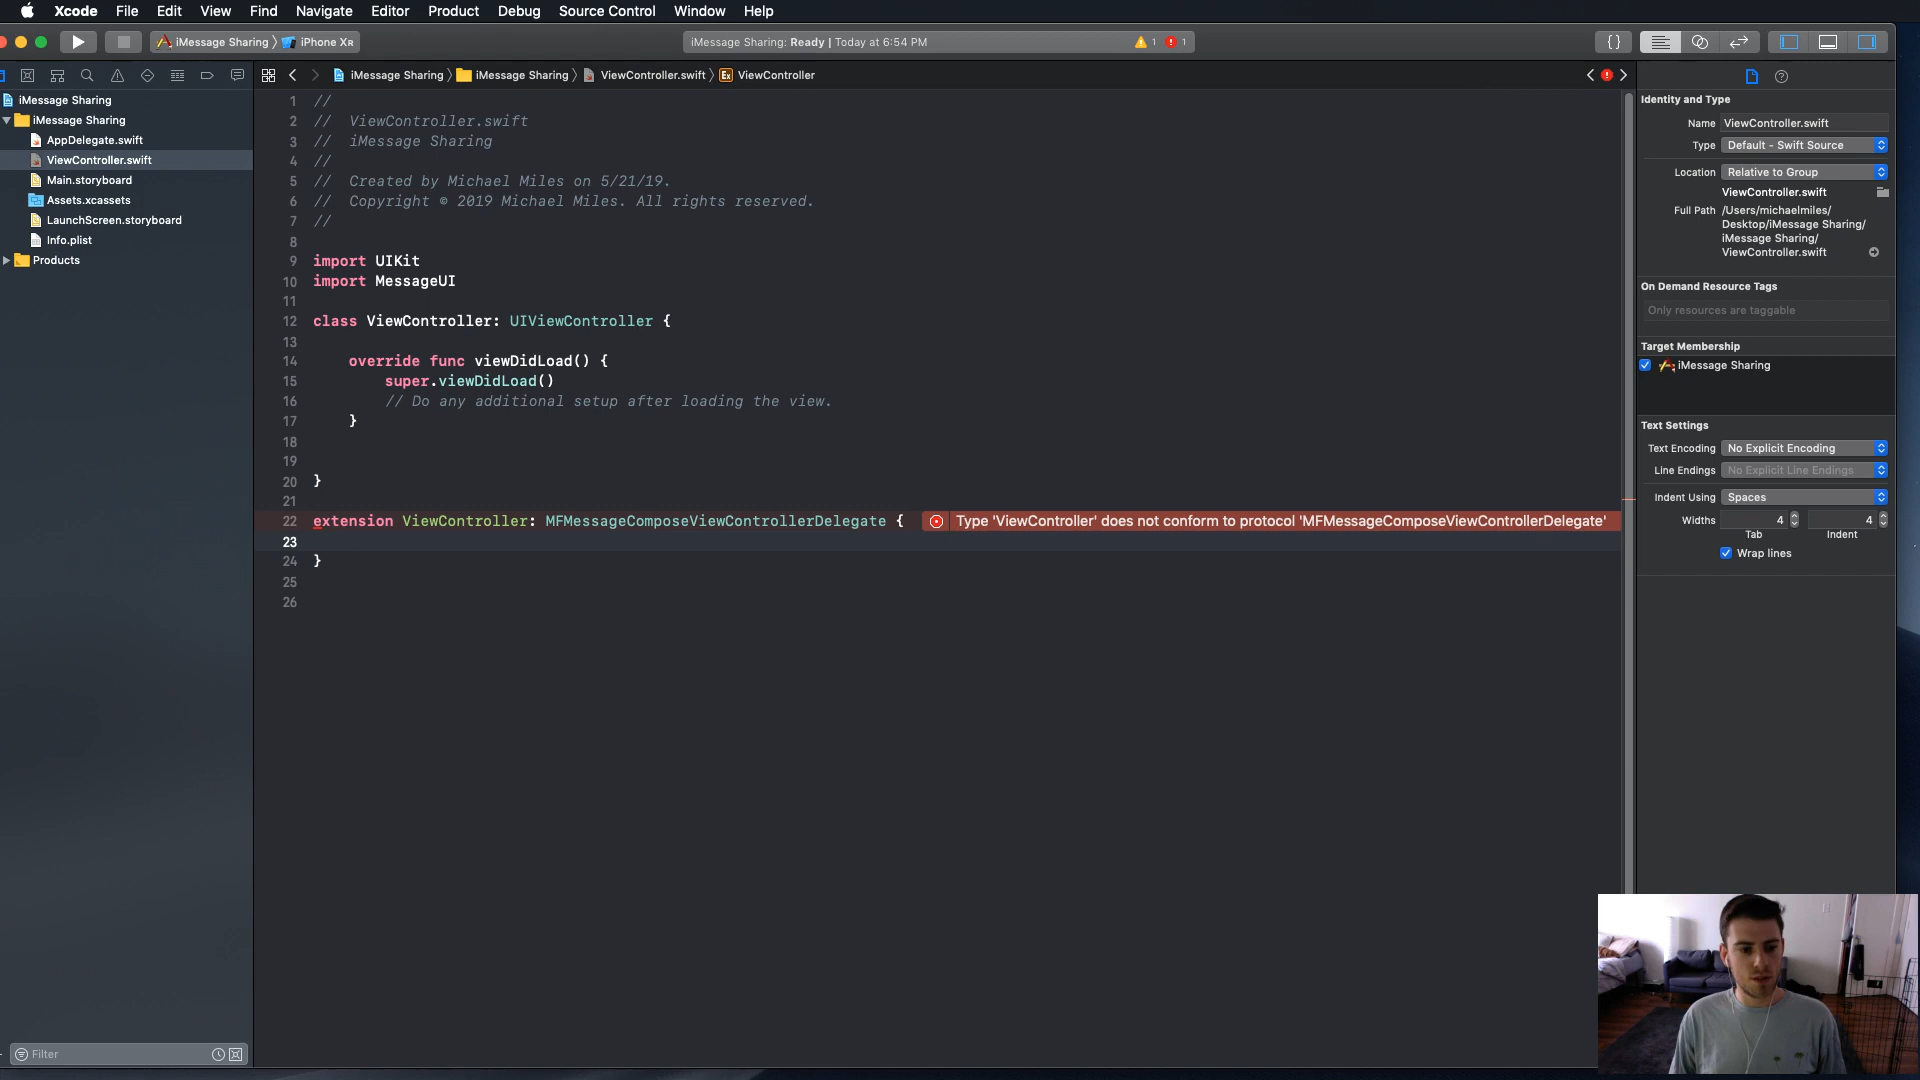 Xcode File Edit View Find Navigate Editor Product Debug Source Control Window Help
iMessage Sharing iPhone XR
iMessage Sharing: Ready | Today at 6:54 PM 1 1
iMessage Sharing iMessage Sharing ViewController.swift Ex ViewController
iMessage Sharing
iMessage Sharing
AppDelegate.swift
ViewController.swift
Main.storyboard
Assets.xcassets
LaunchScreen.storyboard
Info.plist
Products
Filter
1 //
2 // ViewController.swift
3 // iMessage Sharing
4 //
5 // Created by Michael Miles on 5/21/19.
6 // Copyright © 2019 Michael Miles. All rights reserved.
7 //
8
9 import UIKit
10 import MessageUI
11
12 class ViewController: UIViewController {
13
14 override func viewDidLoad() {
15 super.viewDidLoad()
16 // Do any additional setup after loading the view.
17 }
18
19
20 }
21
22 extension ViewController: MFMessageComposeViewControllerDelegate { Type 'ViewController' does not conform to protocol 'MFMessageComposeViewControllerDelegate'
23
24 }
25
26
Identity and Type
Name ViewController.swift
Type Default - Swift Source
Location Relative to Group
ViewController.swift
Full Path /Users/michaelmiles/
Desktop/iMessage Sharing/
iMessage Sharing/
ViewController.swift
On Demand Resource Tags
Only resources are taggable
Target Membership
iMessage Sharing
Text Settings
Text Encoding No Explicit Encoding
Line Endings No Explicit Line Endings
Indent Using Spaces
Widths 4 4
Tab Indent
Wrap lines